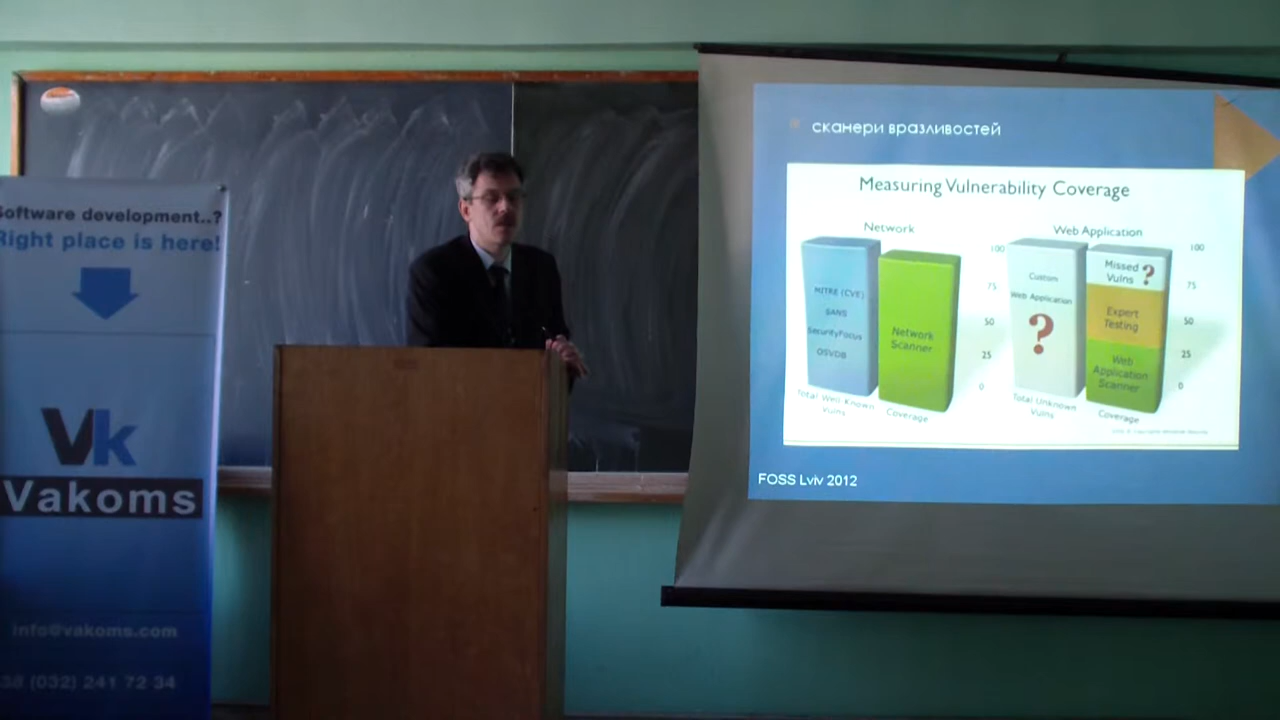 Software development..?
Right place is here!
Vk
Vakoms
info@vakoms.com
38 (032) 241 72 34
сканери вразливостей
Measuring Vulnerability Coverage
Network
MITRE (CVE)
SANS
SecurityFocus
OSVDB
Network
Scanner
100
75
50
25
0
Total Well-Known
Vulns
Coverage
Web Application
Custom
Web Application
?
Missed
Vulns ?
Expert
Testing
Web
Application
Scanner
100
75
50
25
0
Total Unknown
Vulns
Coverage
FOSS Lviv 2012